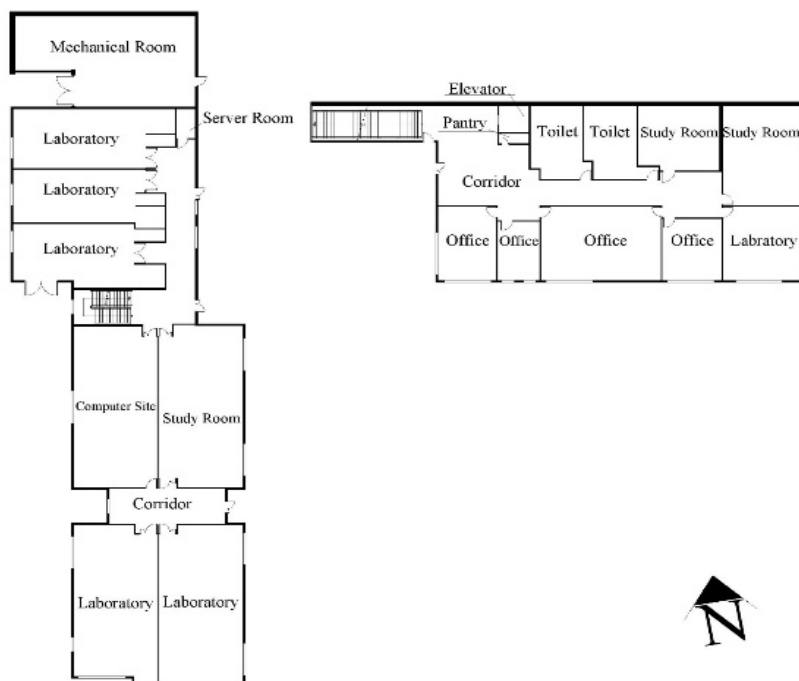 Mechanical Room
Server Room
Laboratory
Laboratory
Laboratory
Computer Site
Study Room
Corridor
Laboratory
Laboratory
Elevator
Pantry
Toilet
Toilet
Study Room
Study Room
Corridor
Office
Office
Office
Office
Labratory
N